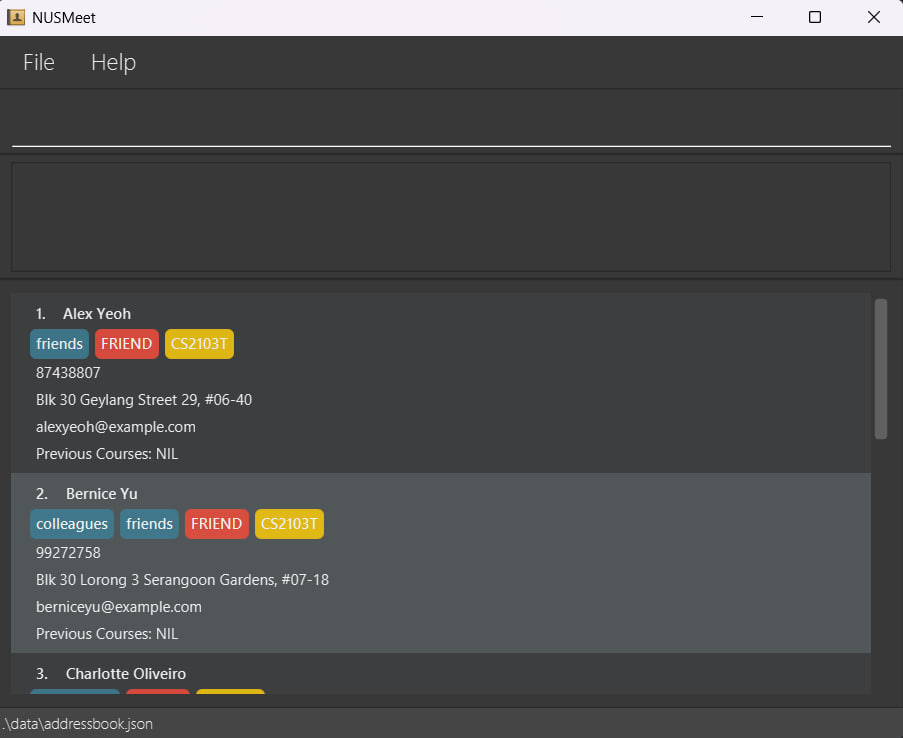 NUSMeet
File Help
1. Alex Yeoh
friends FRIEND CS2103T
87438807
Blk 30 Geylang Street 29, #06-40
alexyeoh@example.com
Previous Courses: NIL
2. Bernice Yu
colleagues friends FRIEND CS2103T
99272758
Blk 30 Lorong 3 Serangoon Gardens, #07-18
berniceyu@example.com
Previous Courses: NIL
3. Charlotte Oliveiro
.\data\addressbook.json